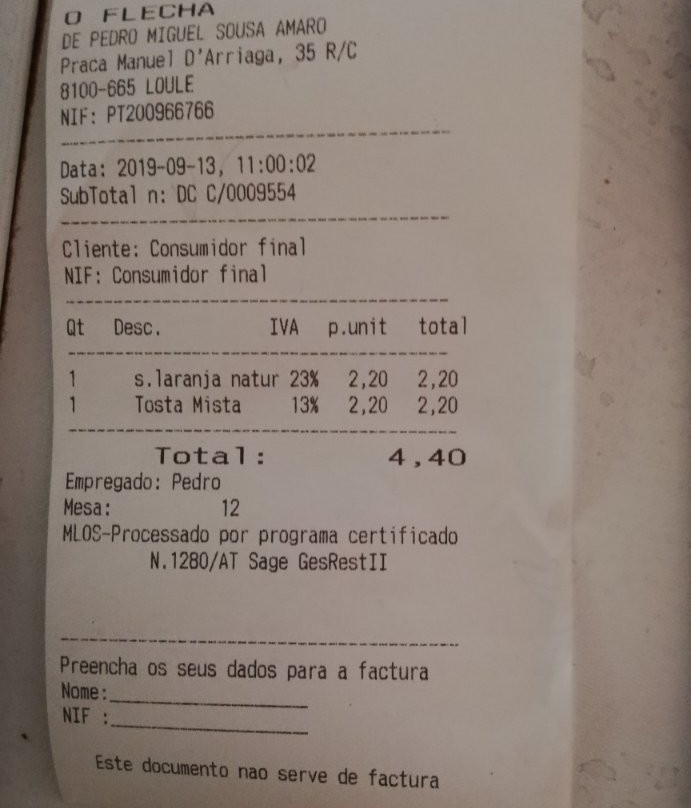 O FLECHA
DE PEDRO MIGUEL SOUSA AMARO
Praca Manuel D'Arriaga, 35 R/C
8100-665 LOULE
NIF: PT200966766
Data: 2019-09-13, 11:00:02
SubTotal n: DC C/0009554
Cliente: Consumidor final
NIF: Consumidor final
Qt Desc. IVA p.unit total
1 s.laranja natur 23% 2,20 2,20
1 Tosta Mista 13% 2,20 2,20
Total: 4,40
Empregado: Pedro
Mesa: 12
MLOS-Processado por programa certificado
N.1280/AT Sage GesRestII
Preencha os seus dados para a factura
Nome:____________________
NIF :____________________
Este documento nao serve de factura